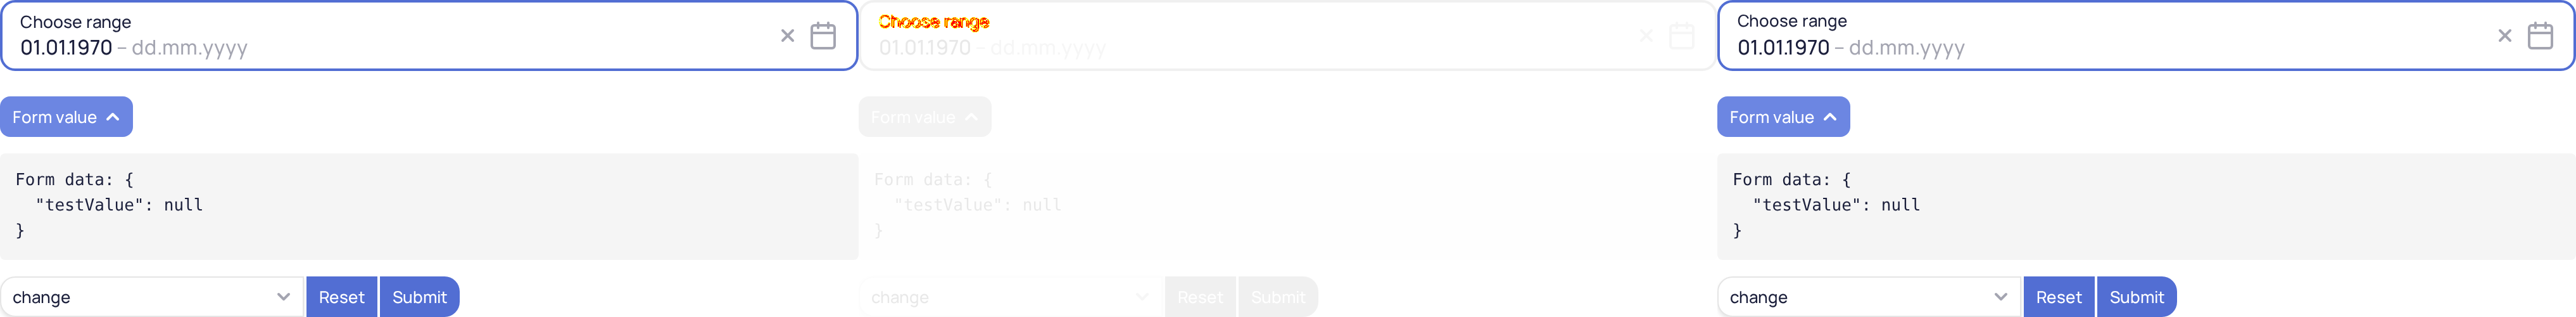 Choose range
01.01.1970 – dd.mm.yyyy
Form value
Form data: {
  "testValue": null
}
change
Reset
Submit
Choose range
01.01.1970 – dd.mm.yyyy
Form value
Form data: {
  "testValue": null
}
change
Reset
Submit
Choose range
01.01.1970 – dd.mm.yyyy
Form value
Form data: {
  "testValue": null
}
change
Reset
Submit